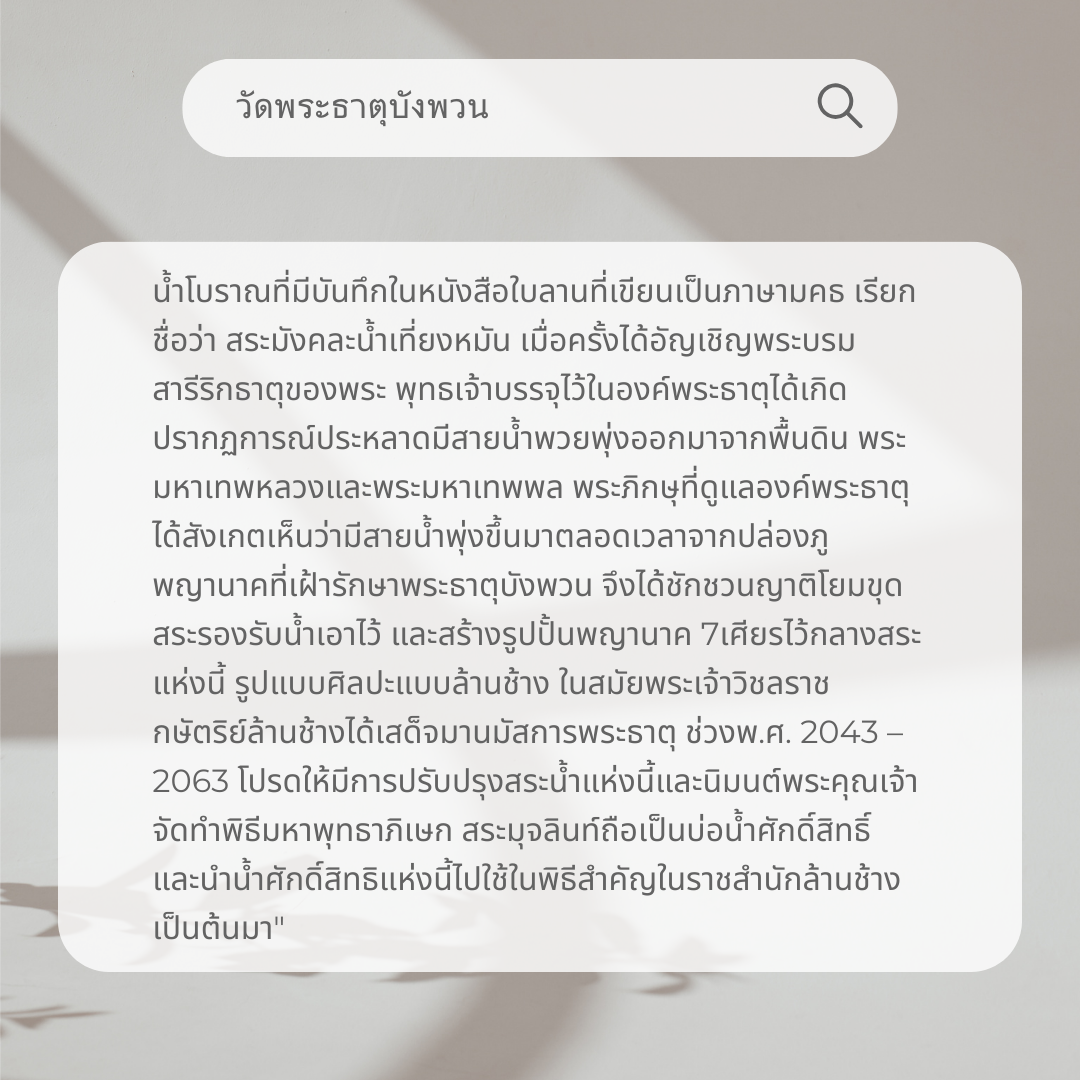 วัดพระธาตุบังพวน
น้ำโบราณที่มีบันทึกในหนังสือใบลานที่เขียนเป็นภาษามคธ เรียก
ชื่อว่า สระมังคละน้ำเที่ยงหมัน เมื่อครั้งได้อัญเชิญพระบรม
สารีริกธาตุของพระ พุทธเจ้าบรรจุไว้ในองค์พระธาตุได้เกิด
ปรากฏการณ์ประหลาดมีสายน้ำพวยพุ่งออกมาจากพื้นดิน พระ
มหาเทพหลวงและพระมหาเทพพล พระภิกษุที่ดูแลองค์พระธาตุ
ได้สังเกตเห็นว่ามีสายน้ำพุ่งขึ้นมาตลอดเวลาจากปล่องภู
พญานาคที่เฝ้ารักษาพระธาตุบังพวน จึงได้ชักชวนญาติโยมขุด
สระรองรับน้ำเอาไว้ และสร้างรูปปั้นพญานาค 7เศียรไว้กลางสระ
แห่งนี้ รูปแบบศิลปะแบบล้านช้าง ในสมัยพระเจ้าวิชลราช
กษัตริย์ล้านช้างได้เสด็จมานมัสการพระธาตุ ช่วงพ.ศ. 2043 –
2063 โปรดให้มีการปรับปรุงสระน้ำแห่งนี้และนิมนต์พระคุณเจ้า
จัดทำพิธีมหาพุทธาภิเษก สระมุจลินท์ถือเป็นบ่อน้ำศักดิ์สิทธิ์
และนำน้ำศักดิ์สิทธิแห่งนี้ไปใช้ในพิธีสำคัญในราชสำนักล้านช้าง
เป็นต้นมา"